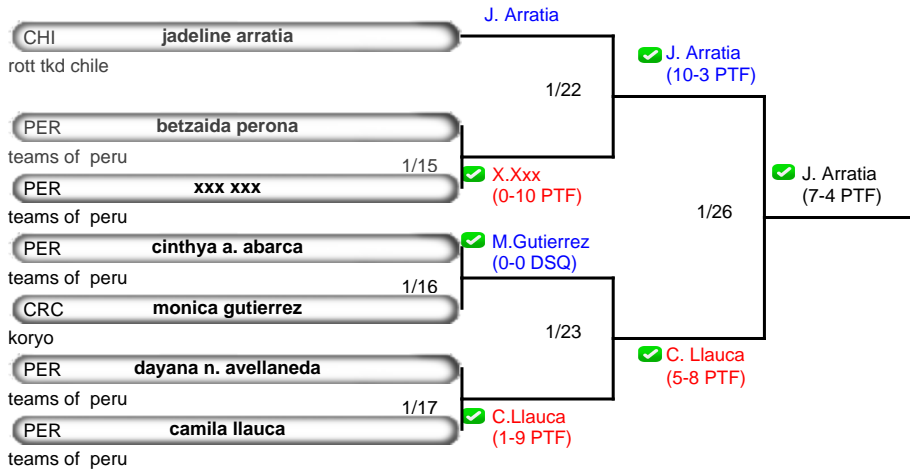 J. Arratia
CHI jadeline arratia
rott tkd chile
J. Arratia
(10-3 PTF)
1/22
PER betzaida perona
teams of peru
1/15
PER xxx xxx
teams of peru
X.Xxx
(0-10 PTF)
J. Arratia
(7-4 PTF)
1/26
PER cinthya a. abarca
teams of peru
M.Gutierrez
(0-0 DSQ)
1/16
CRC monica gutierrez
koryo
1/23
C. Llauca
(5-8 PTF)
PER dayana n. avellaneda
teams of peru
1/17
PER camila llauca
teams of peru
C.Llauca
(1-9 PTF)